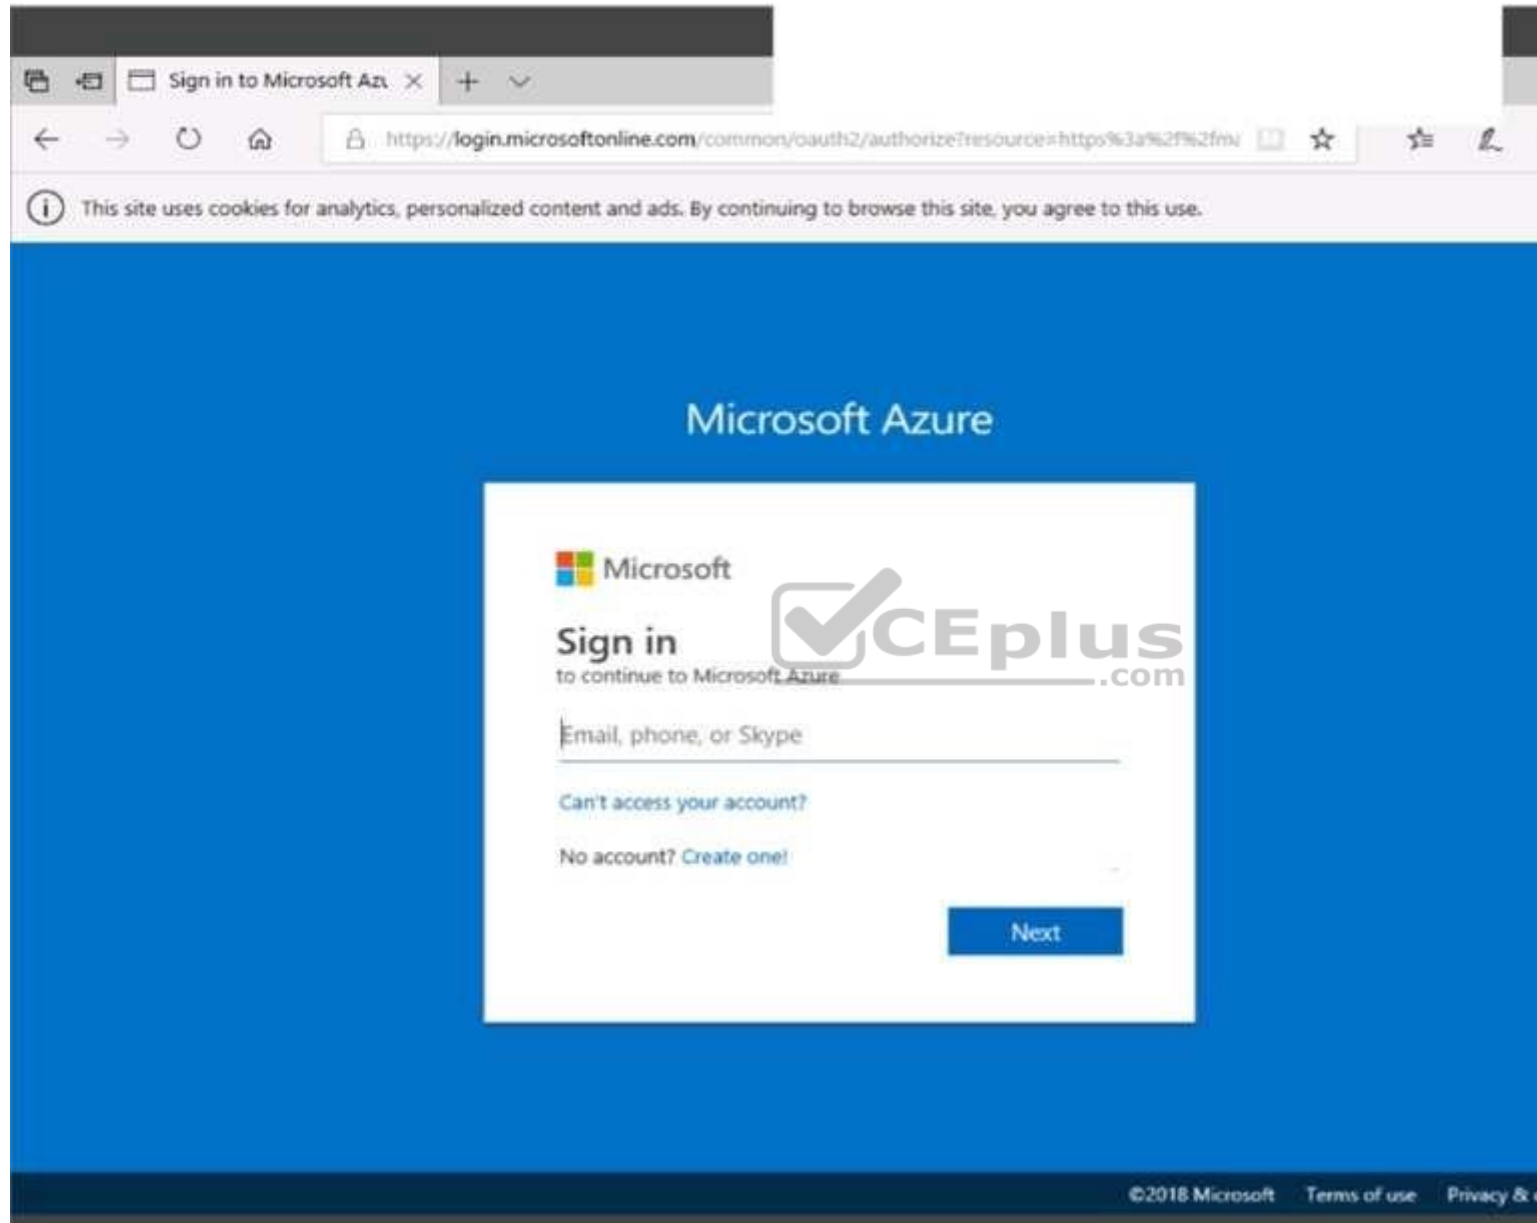 Sign in to Microsoft Azu
https://login.microsoftonline.com/common/oauth2/authorize?resource=https%3a%2f%2fma
This site uses cookies for analytics, personalized content and ads. By continuing to browse this site, you agree to this use.
Microsoft Azure
Microsoft
CEplus
.com
Sign in
to continue to Microsoft Azure
Email, phone, or Skype
Can't access your account?
No account? Create one!
Next
©2018 Microsoft Terms of use Privacy &